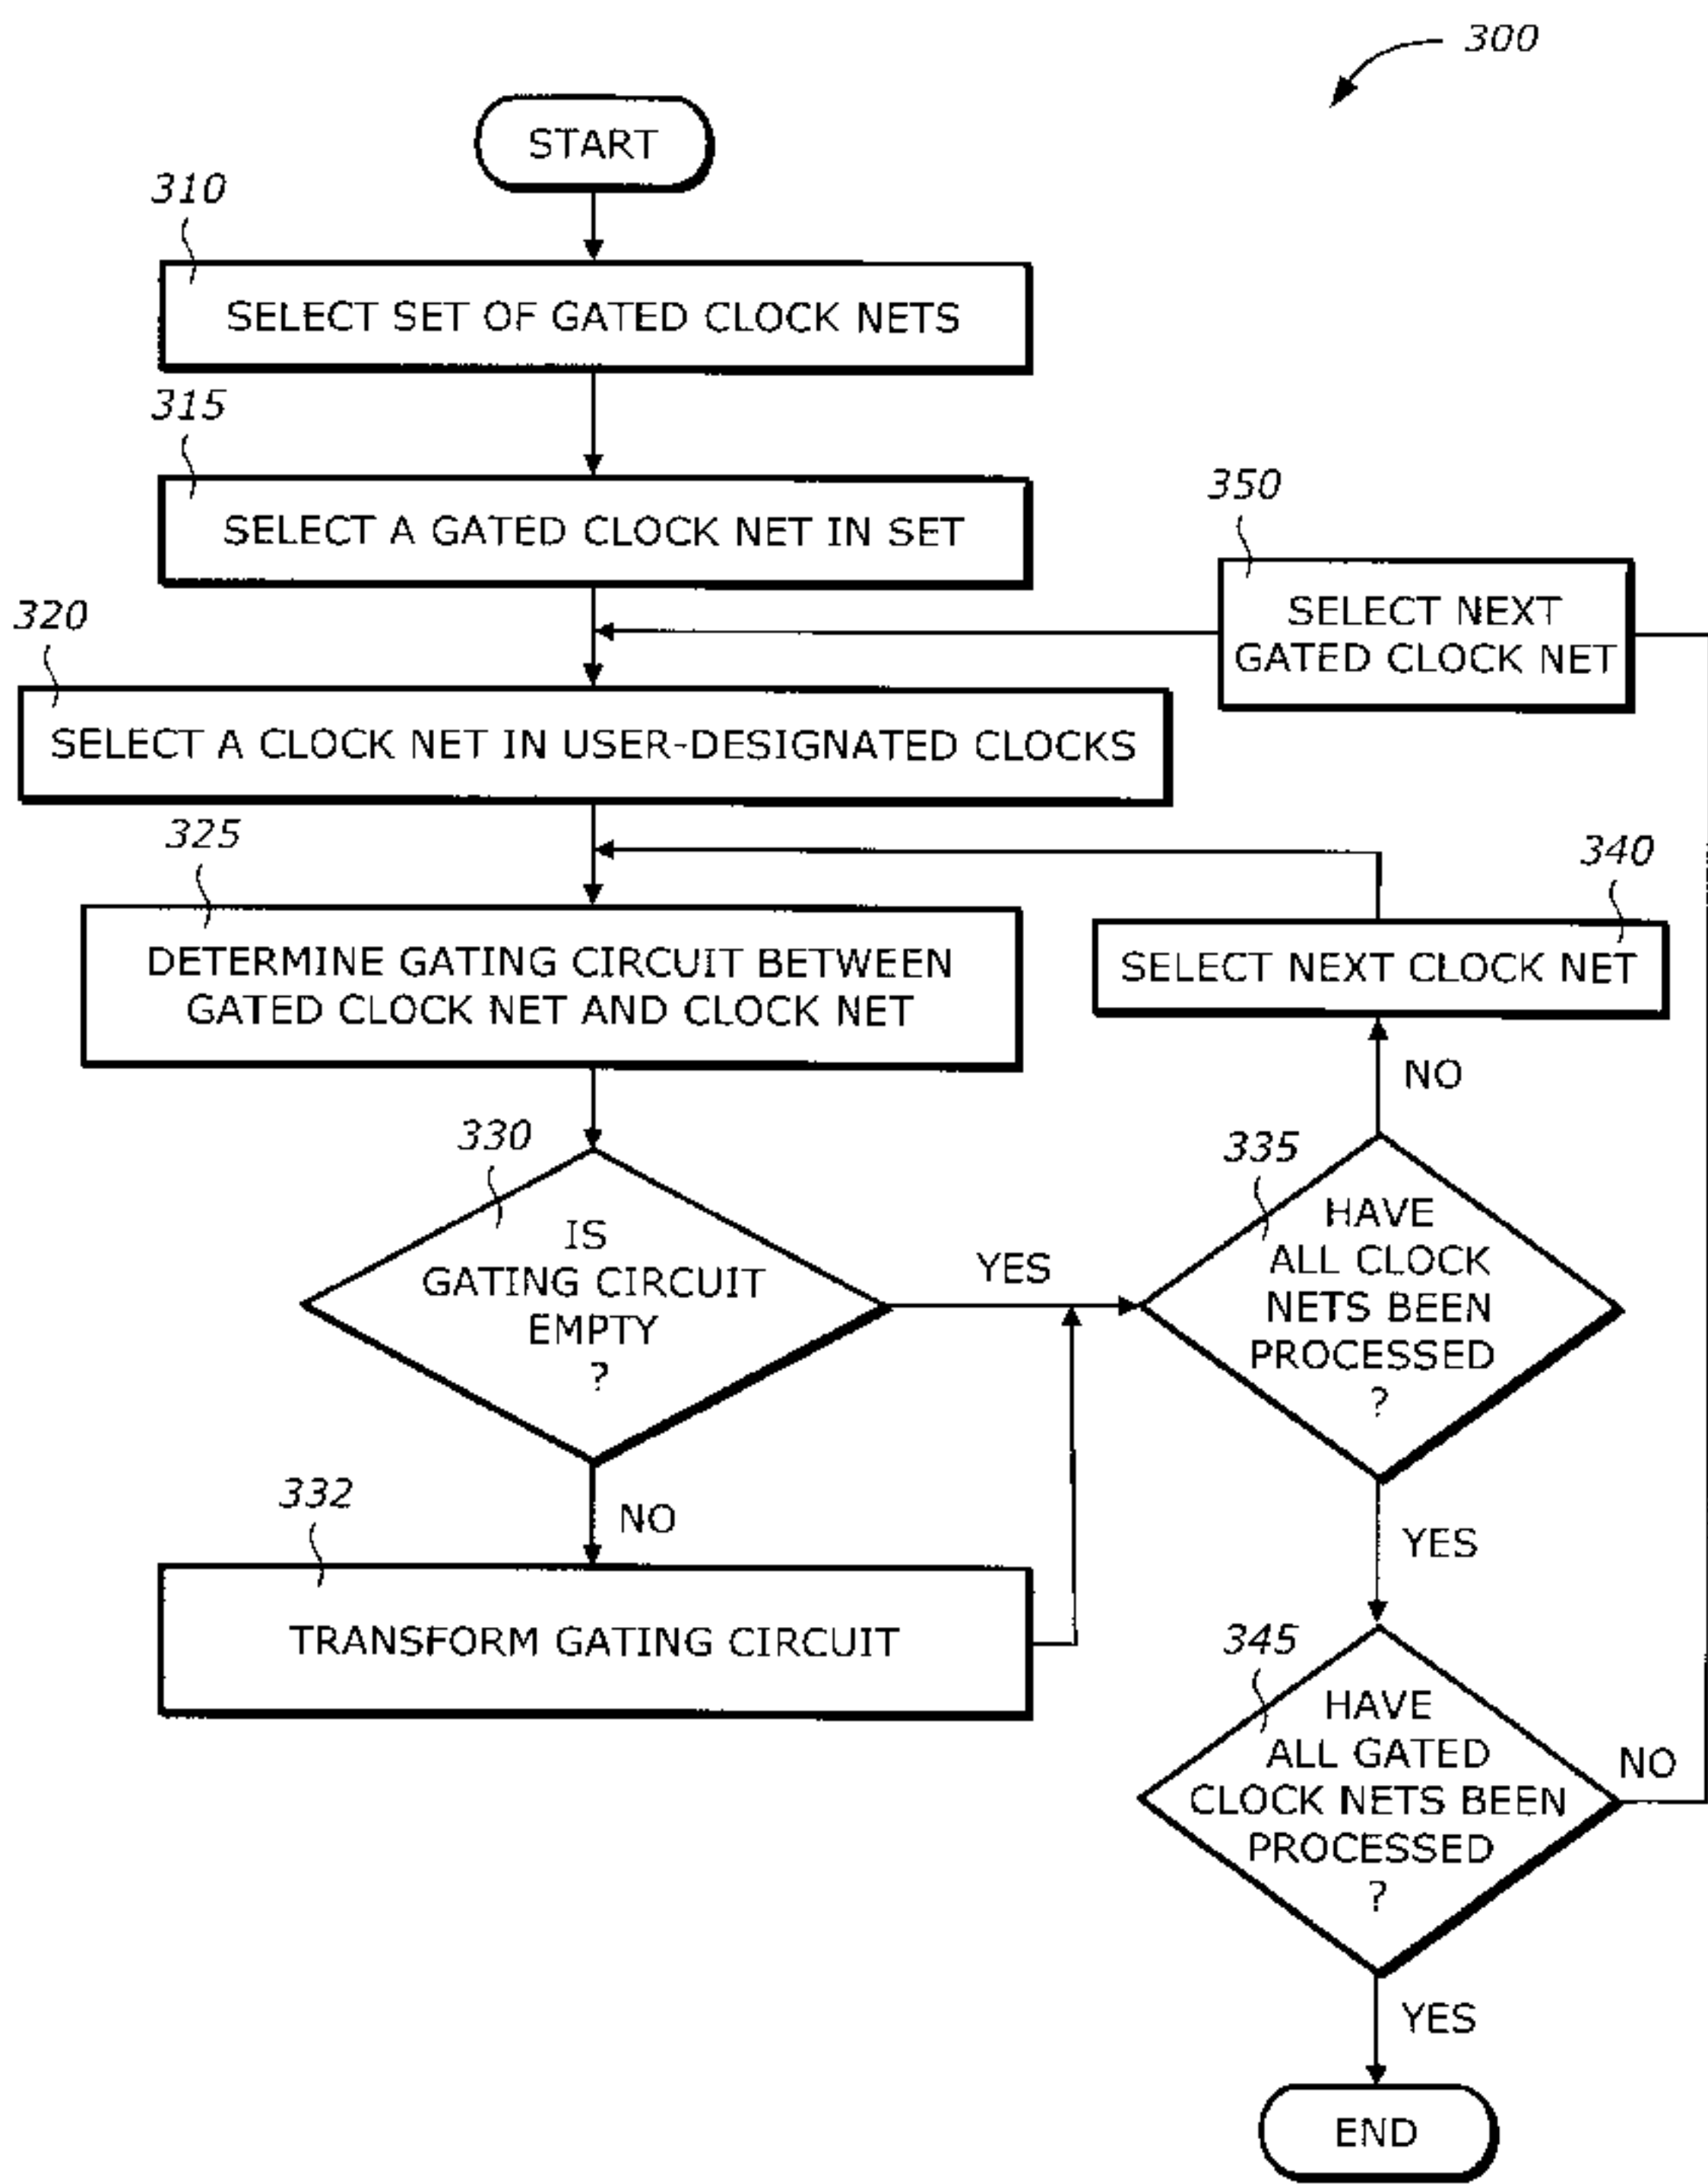 300
START
310
SELECT SET OF GATED CLOCK NETS
315
SELECT A GATED CLOCK NET IN SET
350
SELECT NEXT
GATED CLOCK NET
320
SELECT A CLOCK NET IN USER-DESIGNATED CLOCKS
325
DETERMINE GATING CIRCUIT BETWEEN
GATED CLOCK NET AND CLOCK NET
340
SELECT NEXT CLOCK NET
NO
330
IS
GATING CIRCUIT
EMPTY
?
YES
335
HAVE
ALL CLOCK
NETS BEEN
PROCESSED
?
NO
332
TRANSFORM GATING CIRCUIT
YES
345
HAVE
ALL GATED
CLOCK NETS BEEN
PROCESSED
?
NO
YES
END